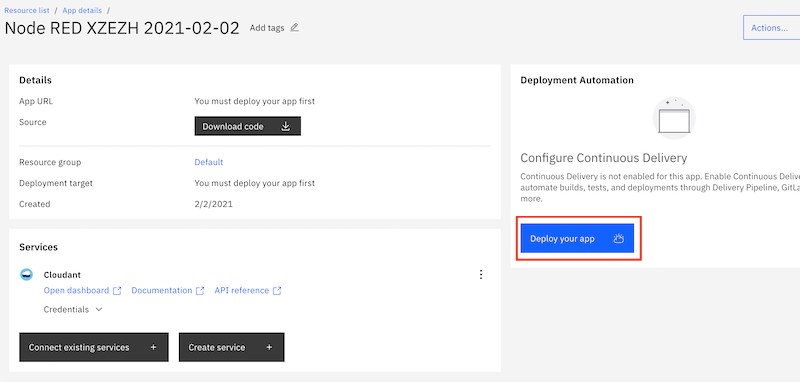 Resource list / App details /
Node RED XZEZH 2021-02-02 Add tags
Actions...
Details
App URL You must deploy your app first
Source Download code
Resource group Default
Deployment target You must deploy your app first
Created 2/2/2021
Services
Cloudant
Open dashboard Documentation API reference
Credentials
Connect existing services +
Create service +
Deployment Automation
Configure Continuous Delivery
Continuous Delivery is not enabled for this app. Enable Continuous Delive
automate builds, tests, and deployments through Delivery Pipeline, GitLa
more.
Deploy your app